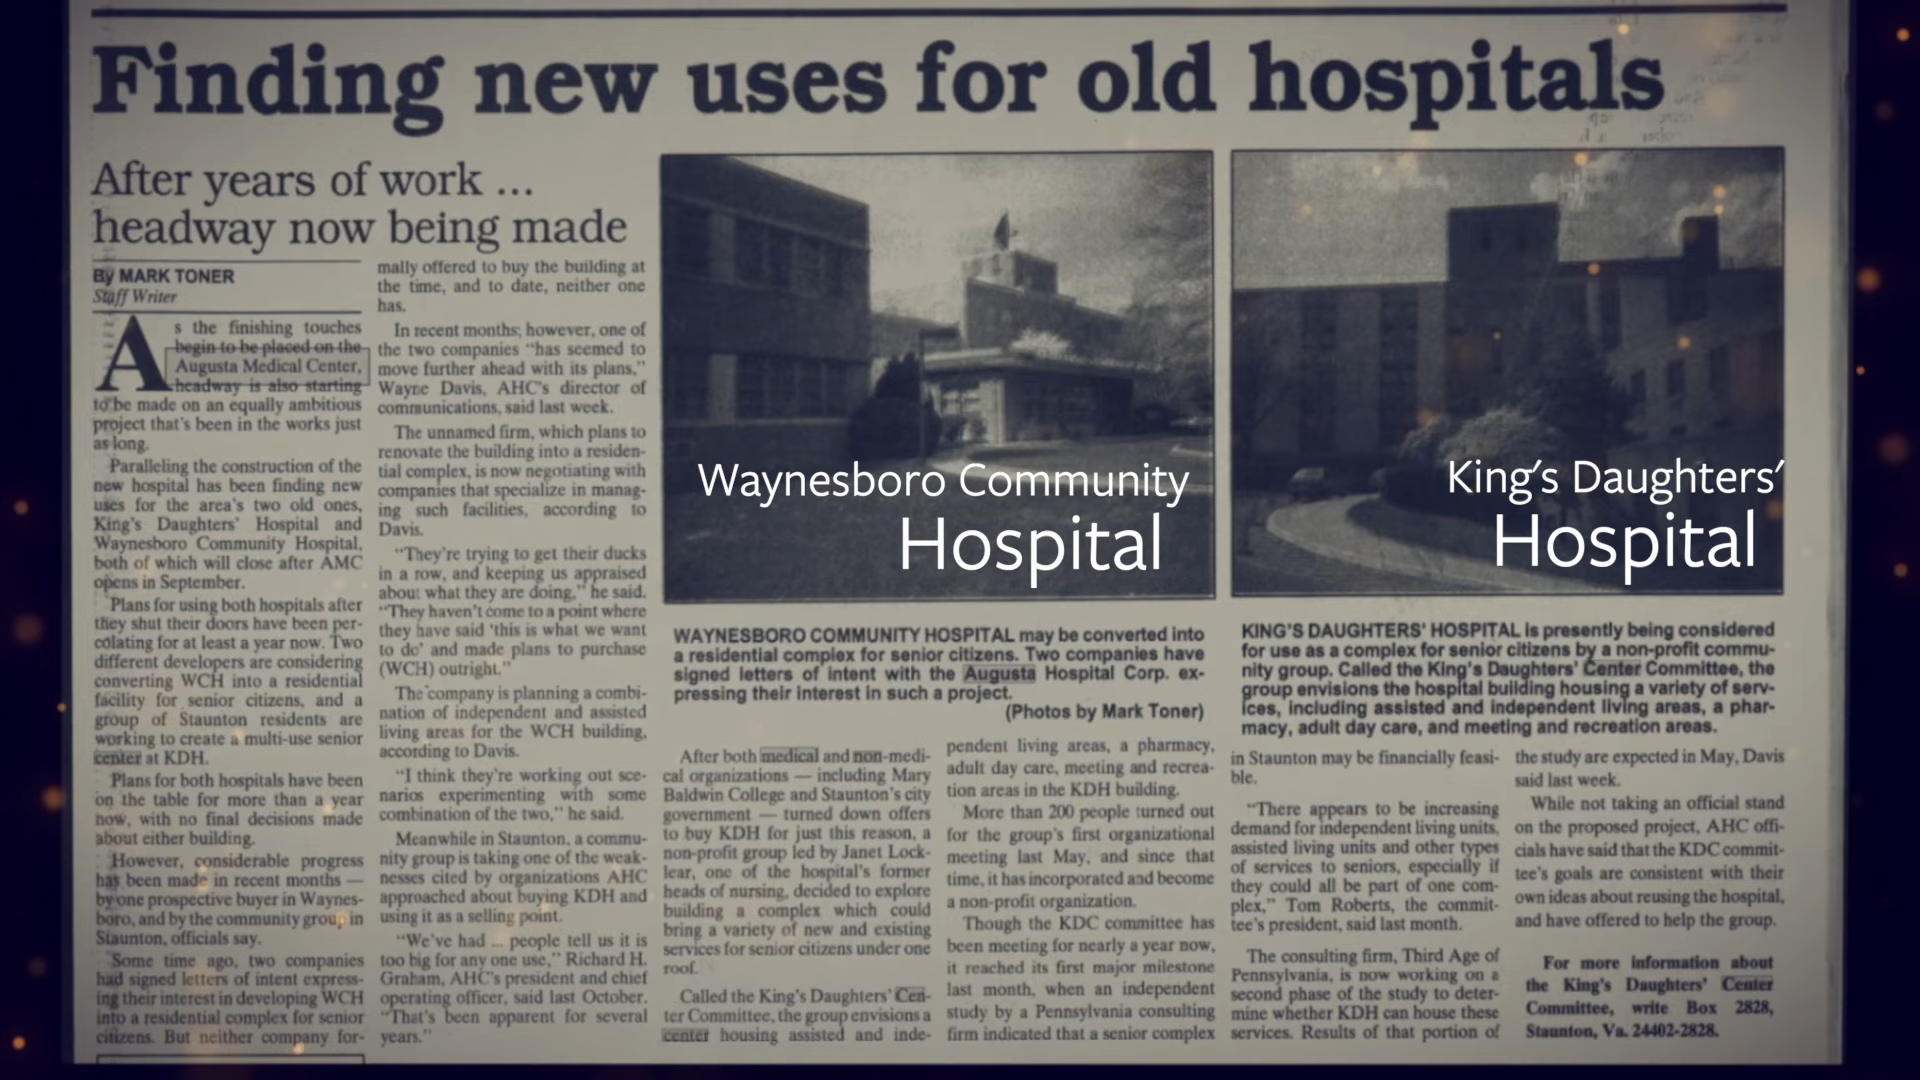 Finding new uses for old hospitals
After years of work ...
headway now being made
By MARK TONER
Staff Writer
As the finishing touches
begin to be placed on the
Augusta Medical Center,
headway is also starting
to be made on an equally ambitious
project that's been in the works just
as long.
Paralleling the construction of the
new hospital has been finding new
uses for the area's two old ones,
King's Daughters' Hospital and
Waynesboro Community Hospital,
both of which will close after AMC
opens in September.
Plans for using both hospitals after
they shut their doors have been per-
colating for at least a year now. Two
different developers are considering
converting WCH into a residential
facility for senior citizens, and a
group of Staunton residents are
working to create a multi-use senior
center at KDH.
Plans for both hospitals have been
on the table for more than a year
now, with no final decisions made
about either building.
However, considerable progress
has been made in recent months —
by one prospective buyer in Waynes-
boro, and by the community group in
Staunton, officials say.
Some time ago, two companies
had signed letters of intent express-
ing their interest in developing WCH
into a residential complex for senior
citizens. But neither company for-
mally offered to buy the building at
the time, and to date, neither one
has.
In recent months, however, one of
the two companies "has seemed to
move further ahead with its plans,"
Wayne Davis, AHC's director of
communications, said last week.
The unnamed firm, which plans to
renovate the building into a residen-
tial complex, is now negotiating with
companies that specialize in manag-
ing such facilities, according to
Davis.
"They're trying to get their ducks
in a row, and keeping us appraised
about what they are doing," he said.
"They haven't come to a point where
they have said 'this is what we want
to do' and made plans to purchase
(WCH) outright."
The company is planning a combi-
nation of independent and assisted
living areas for the WCH building,
according to Davis.
"I think they're working out sce-
narios experimenting with some
combination of the two," he said.
Meanwhile in Staunton, a commu-
nity group is taking one of the weak-
nesses cited by organizations AHC
approached about buying KDH and
using it as a selling point.
"We've had ... people tell us it is
too big for any one use," Richard H.
Graham, AHC's president and chief
operating officer, said last October.
"That's been apparent for several
years."
Waynesboro Community
Hospital
King's Daughters'
Hospital
WAYNESBORO COMMUNITY HOSPITAL may be converted into
a residential complex for senior citizens. Two companies have
signed letters of intent with the Augusta Hospital Corp. ex-
pressing their interest in such a project.
(Photos by Mark Toner)
KING'S DAUGHTERS' HOSPITAL is presently being considered
for use as a complex for senior citizens by a non-profit commu-
nity group. Called the King's Daughters' Center Committee, the
group envisions the hospital building housing a variety of serv-
ices, including assisted and independent living areas, a phar-
macy, adult day care, and meeting and recreation areas.
After both medical and non-medi-
cal organizations — including Mary
Baldwin College and Staunton's city
government — turned down offers
to buy KDH for just this reason, a
non-profit group led by Janet Lock-
lear, one of the hospital's former
heads of nursing, decided to explore
building a complex which could
bring a variety of new and existing
services for senior citizens under one
roof.
Called the King's Daughters' Cen-
ter Committee, the group envisions a
center housing assisted and inde-
pendent living areas, a pharmacy,
adult day care, meeting and recrea-
tion areas in the KDH building.
More than 200 people turned out
for the group's first organizational
meeting last May, and since that
time, it has incorporated and become
a non-profit organization.
Though the KDC committee has
been meeting for nearly a year now,
it reached its first major milestone
last month, when an independent
study by a Pennsylvania consulting
firm indicated that a senior complex
in Staunton may be financially feasi-
ble.
"There appears to be increasing
demand for independent living units,
assisted living units and other types
of services to seniors, especially if
they could all be part of one com-
plex," Tom Roberts, the commit-
tee's president, said last month.
The consulting firm, Third Age of
Pennsylvania, is now working on a
second phase of the study to deter-
mine whether KDH can house these
services. Results of that portion of
the study are expected in May, Davis
said last week.
While not taking an official stand
on the proposed project, AHC offi-
cials have said that the KDC commit-
tee's goals are consistent with their
own ideas about reusing the hospital,
and have offered to help the group.
For more information about
the King's Daughters' Center
Committee, write Box 2828,
Staunton, Va. 24402-2828.